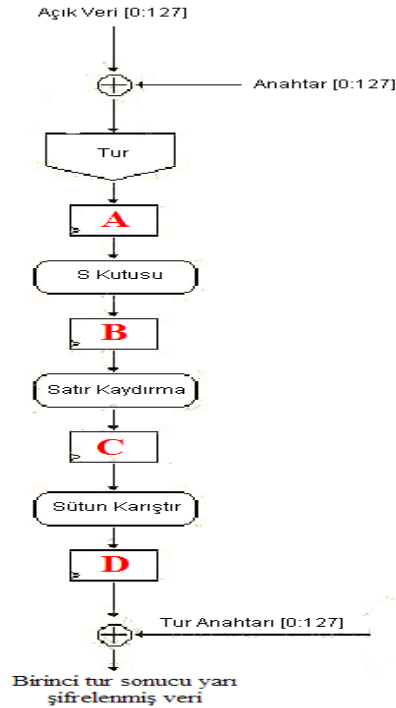 Açık Veri [0:127]
Anahtar [0:127]
Tur
A
S Kutusu
B
Satır Kaydırma
C
Sütun Karıştır
D
Tur Anahtarı [0:127]
Birinci tur sonucu yarı
şifrelenmiş veri